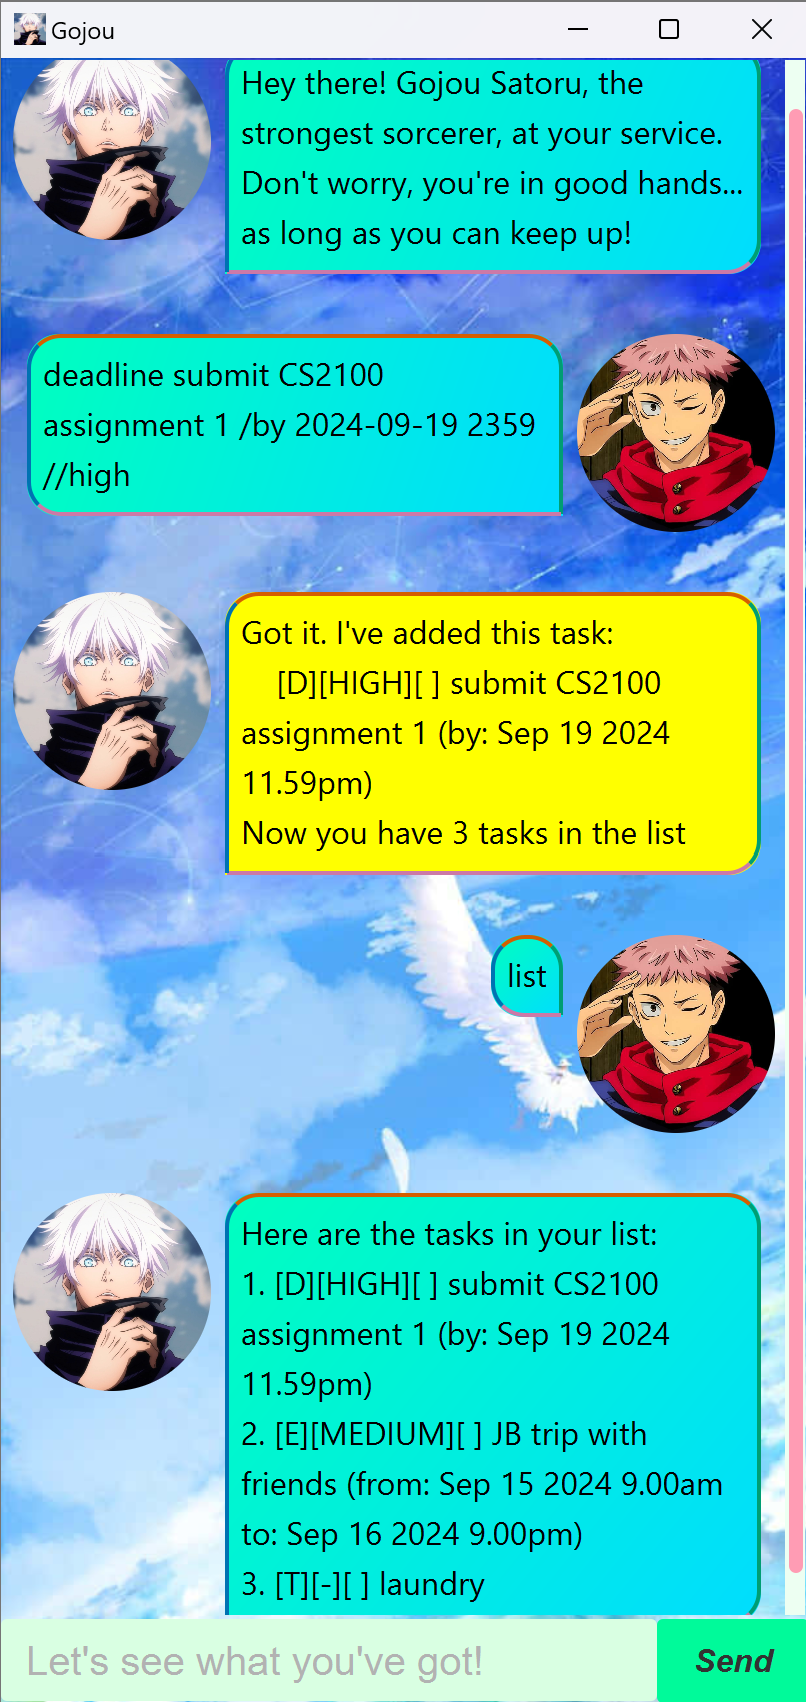 Gojou
Hey there! Gojou Satoru, the
strongest sorcerer, at your service.
Don't worry, you're in good hands...
as long as you can keep up!
deadline submit CS2100
assignment 1 /by 2024-09-19 2359
//high
Got it. I've added this task:
[D][HIGH][ ] submit CS2100
assignment 1 (by: Sep 19 2024
11.59pm)
Now you have 3 tasks in the list
list
Here are the tasks in your list:
1. [D][HIGH][ ] submit CS2100
assignment 1 (by: Sep 19 2024
11.59pm)
2. [E][MEDIUM][ ] JB trip with
friends (from: Sep 15 2024 9.00am
to: Sep 16 2024 9.00pm)
3. [T][-][ ] laundry
Let's see what you've got!
Send